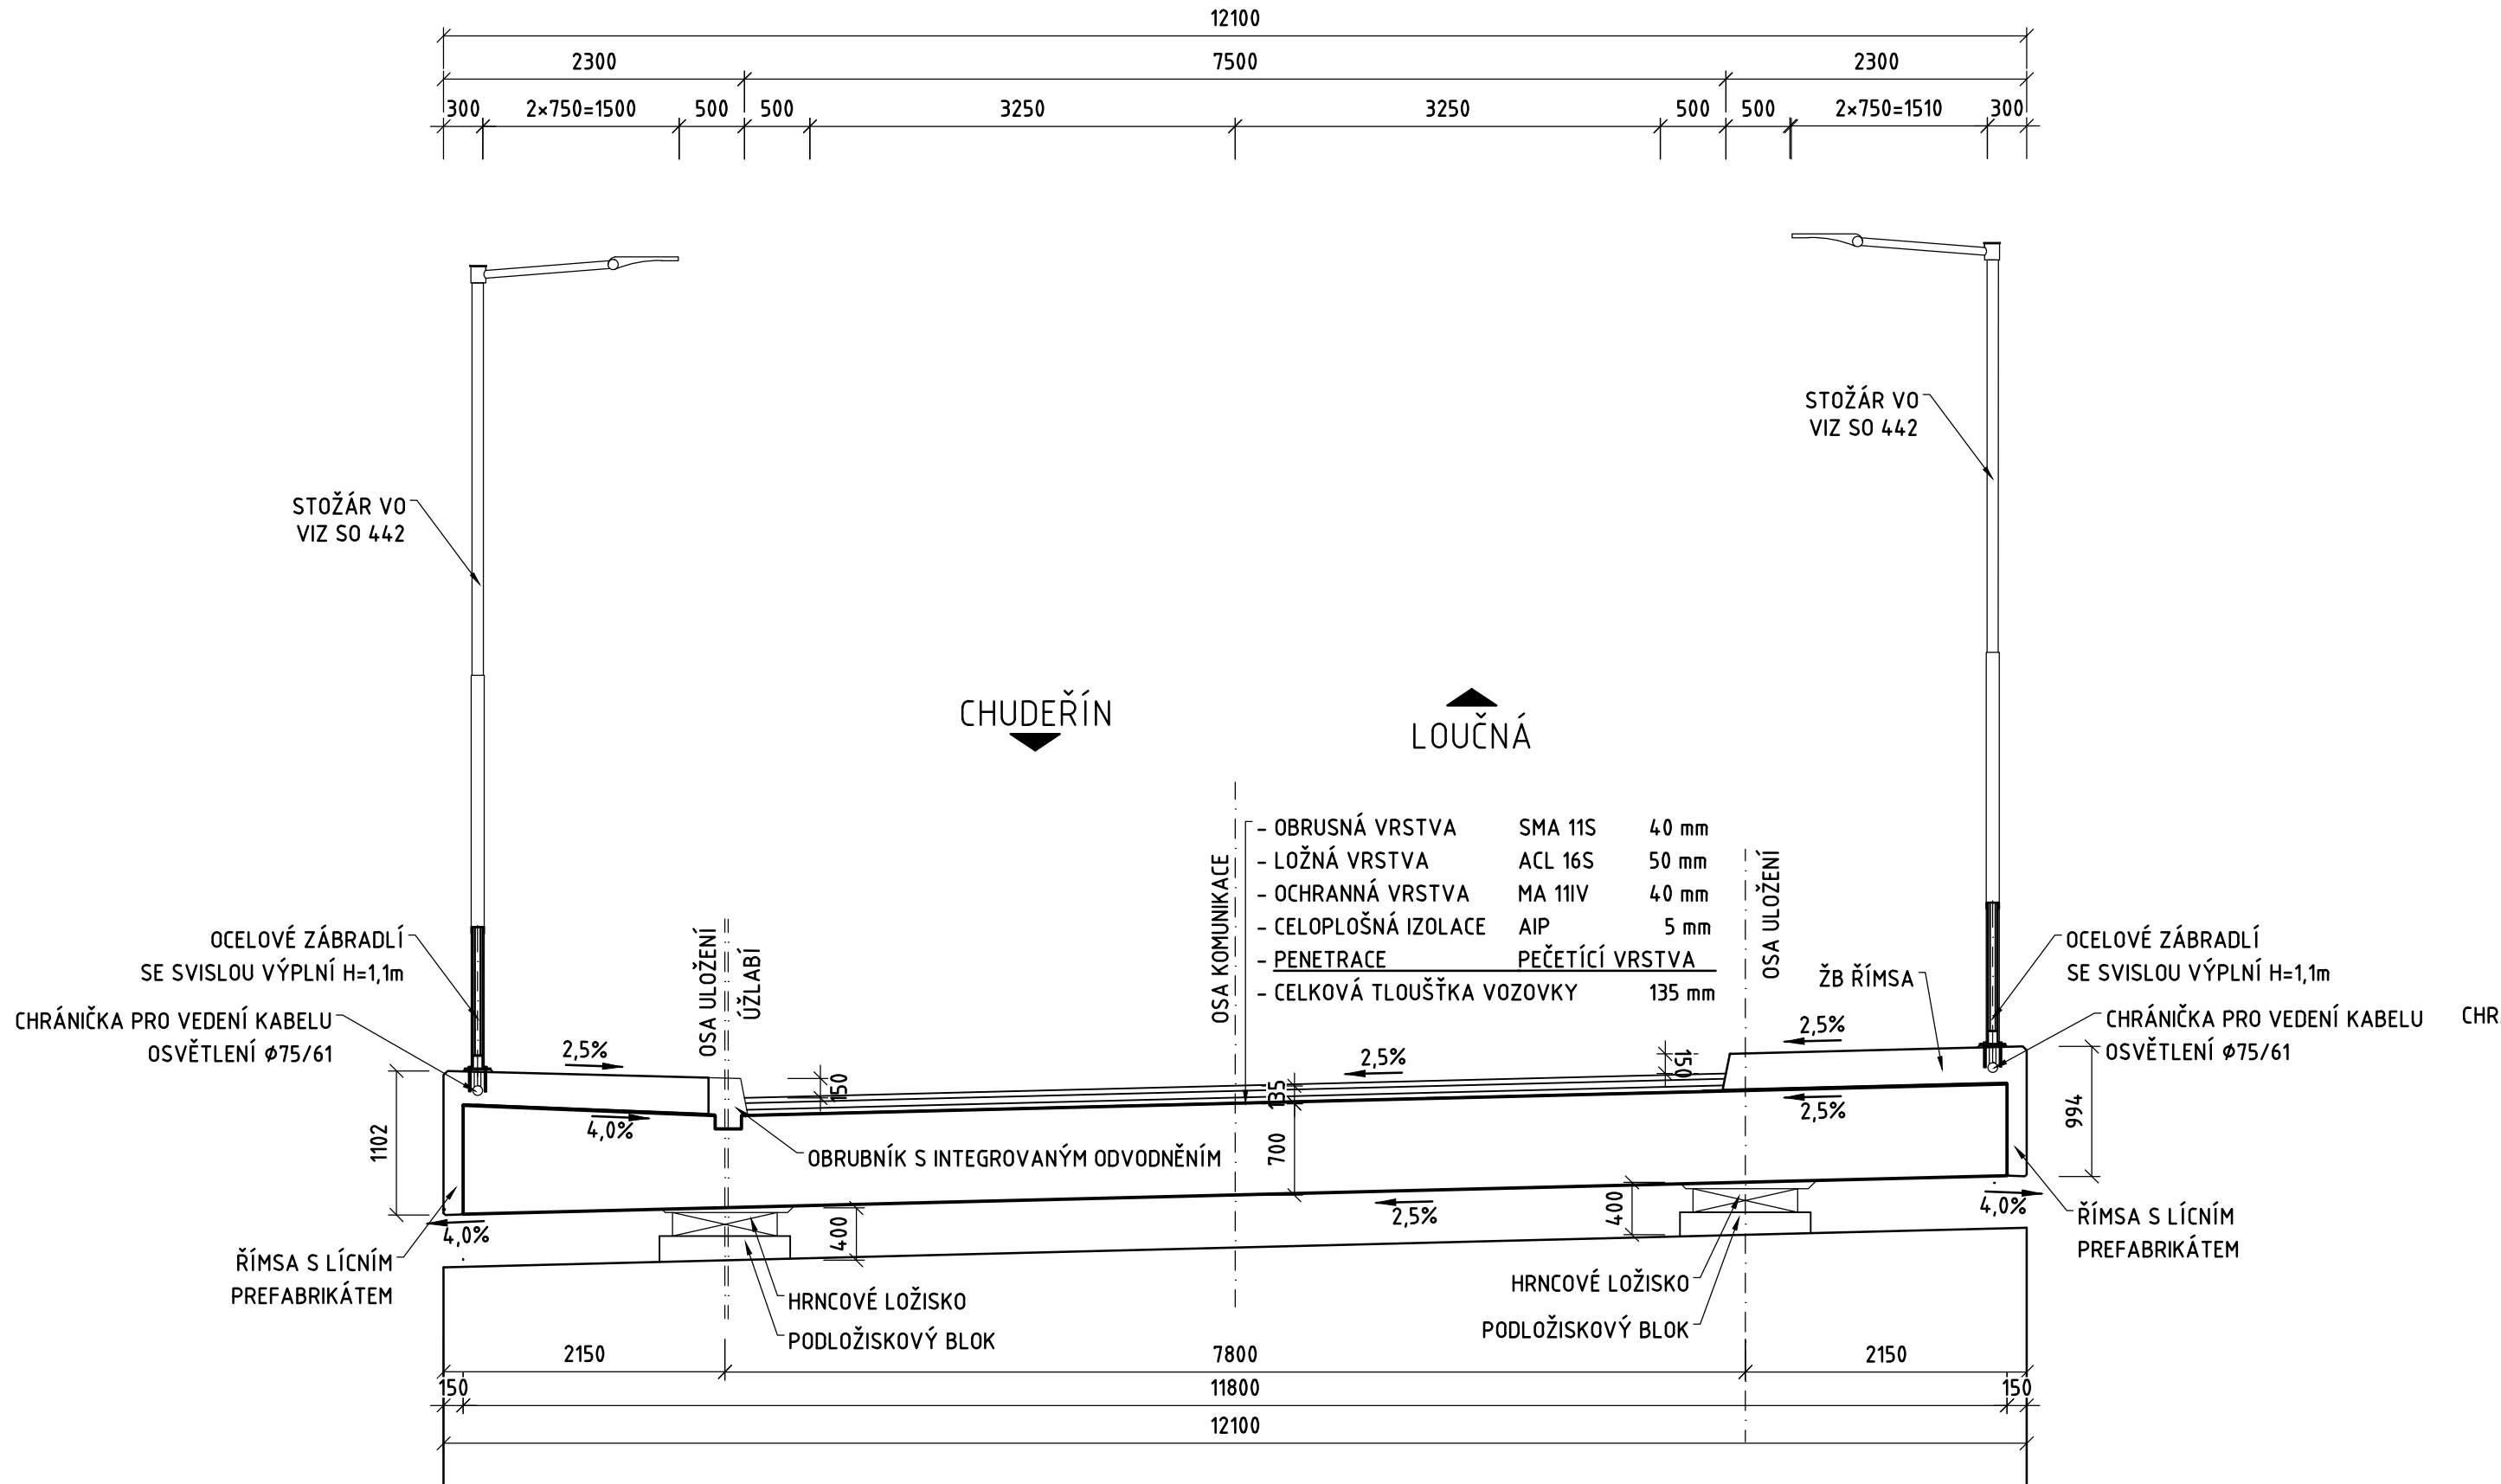 12100
2300 7500 2300
300 2×750=1500 500 500 3250 3250 500 500 2×750=1510 300
STOŽÁR VO
VIZ SO 442
STOŽÁR VO
VIZ SO 442
CHUDEŘÍN
LOUČNÁ
- OBRUSNÁ VRSTVA SMA 11S 40 mm
- LOŽNÁ VRSTVA ACL 16S 50 mm
- OCHRANNÁ VRSTVA MA 11IV 40 mm
- CELOPLOŠNÁ IZOLACE AIP 5 mm
- PENETRACE PEČETÍCÍ VRSTVA
- CELKOVÁ TLOUŠŤKA VOZOVKY 135 mm
OSA ULOŽENÍ
ÚŽLABÍ
OSA KOMUNIKACE
OSA ULOŽENÍ
OCELOVÉ ZÁBRADLÍ
SE SVISLOU VÝPLNÍ H=1,1m
CHRÁNIČKA PRO VEDENÍ KABELU
OSVĚTLENÍ ϕ75/61
ŽB ŘÍMSA
OCELOVÉ ZÁBRADLÍ
SE SVISLOU VÝPLNÍ H=1,1m
CHRÁNIČKA PRO VEDENÍ KABELU
OSVĚTLENÍ ϕ75/61
CHR
2,5%
4,0%
150
2,5%
135
150
2,5%
2,5%
1102
700
994
OBRUBNÍK S INTEGROVANÝM ODVODNĚNÍM
4,0%
400
2,5%
400
4,0%
ŘÍMSA S LÍCNÍM
PREFABRIKÁTEM
ŘÍMSA S LÍCNÍM
PREFABRIKÁTEM
HRNCOVÉ LOŽISKO
PODLOŽISKOVÝ BLOK
HRNCOVÉ LOŽISKO
PODLOŽISKOVÝ BLOK
2150 7800 2150
150 11800 150
12100